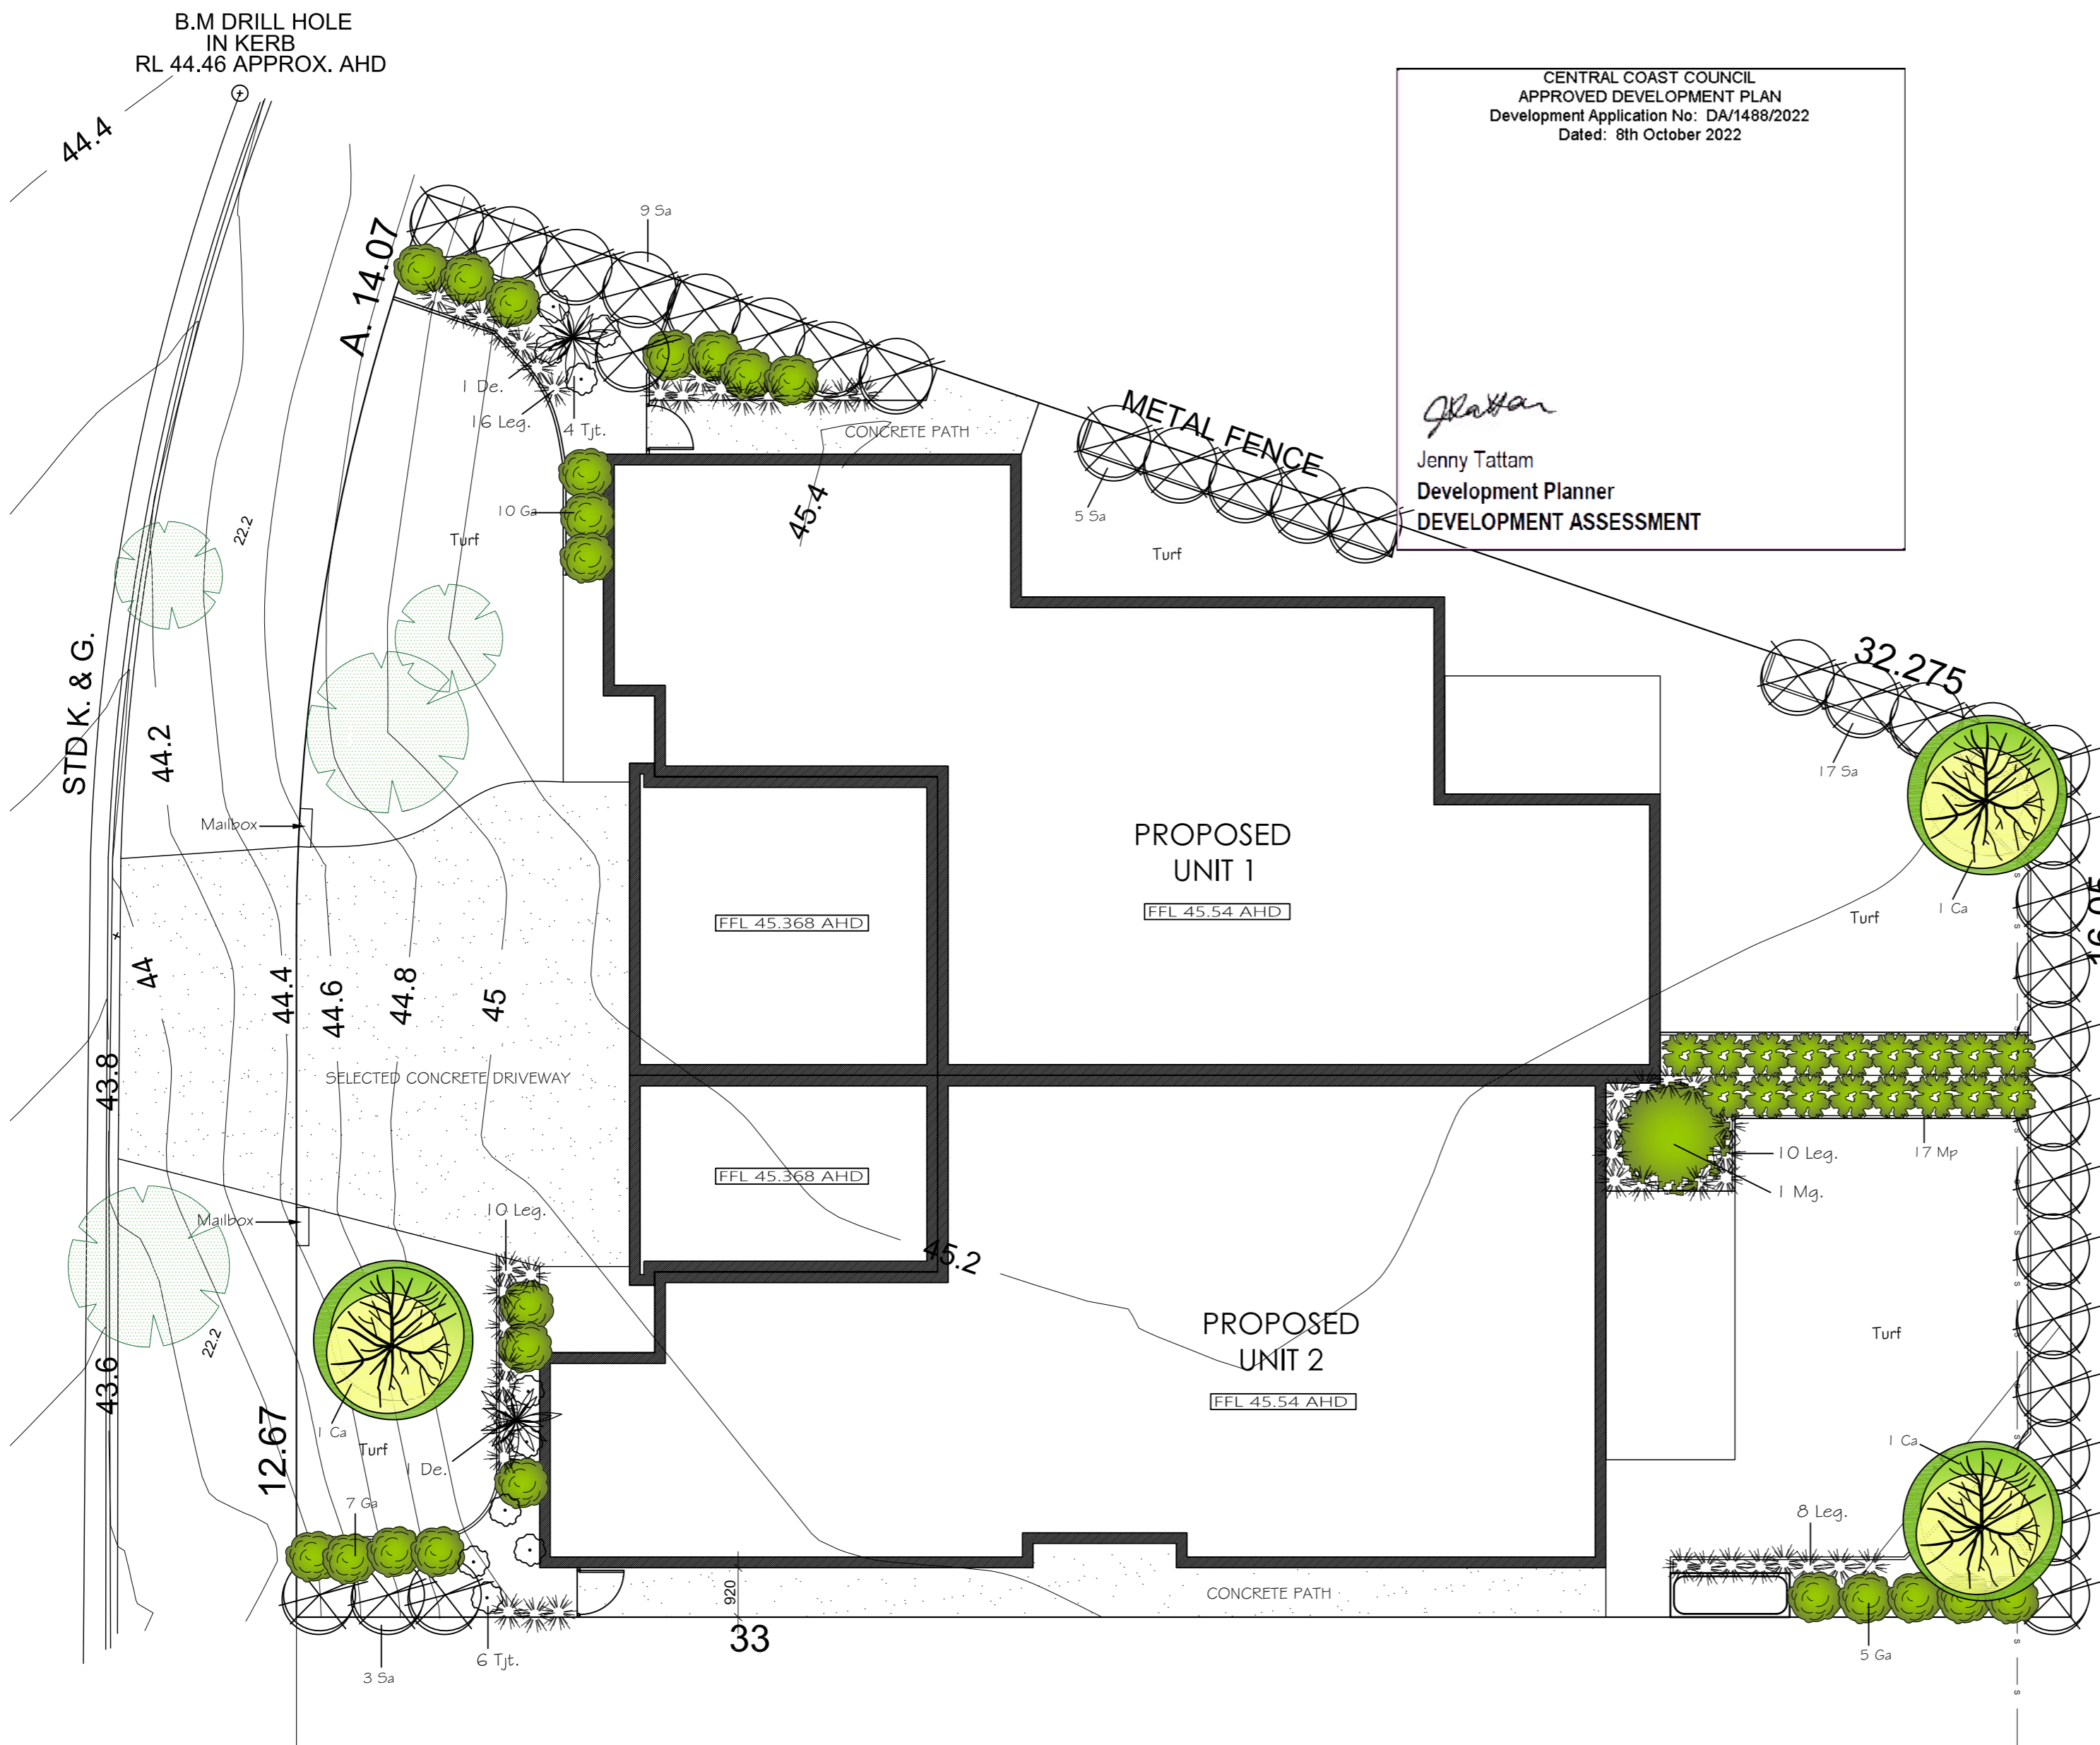 B.M DRILL HOLE
IN KERB
RL 44.46 APPROX. AHD
CENTRAL COAST COUNCIL
APPROVED DEVELOPMENT PLAN
Development Application No: DA/1488/2022
Dated: 8th October 2022
Jenny Tattam
Development Planner
DEVELOPMENT ASSESSMENT
44.4
A. 14.07
9 Sa
1 De.
16 Leg.
4 Tjt.
CONCRETE PATH
METAL FENCE
45.4
5 Sa
10 Ga
Turf
Turf
22.2
STD K. & G.
32.275
44.2
17 Sa
Mailbox
PROPOSED
UNIT 1
FFL 45.54 AHD
FFL 45.368 AHD
1 Ca
Turf
16.05
44
44.4
44.6
44.8
45
43.8
SELECTED CONCRETE DRIVEWAY
10 Leg.
17 Mp
1 Mg.
FFL 45.368 AHD
Mailbox
10 Leg.
45.2
PROPOSED
UNIT 2
FFL 45.54 AHD
Turf
22.2
43.6
12.67
1 Ca
Turf
1 De.
7 Ga
1 Ca
8 Leg.
920
CONCRETE PATH
33
3 Sa
6 Tjt.
5 Ga
s
s
s
s
s
s
s
s